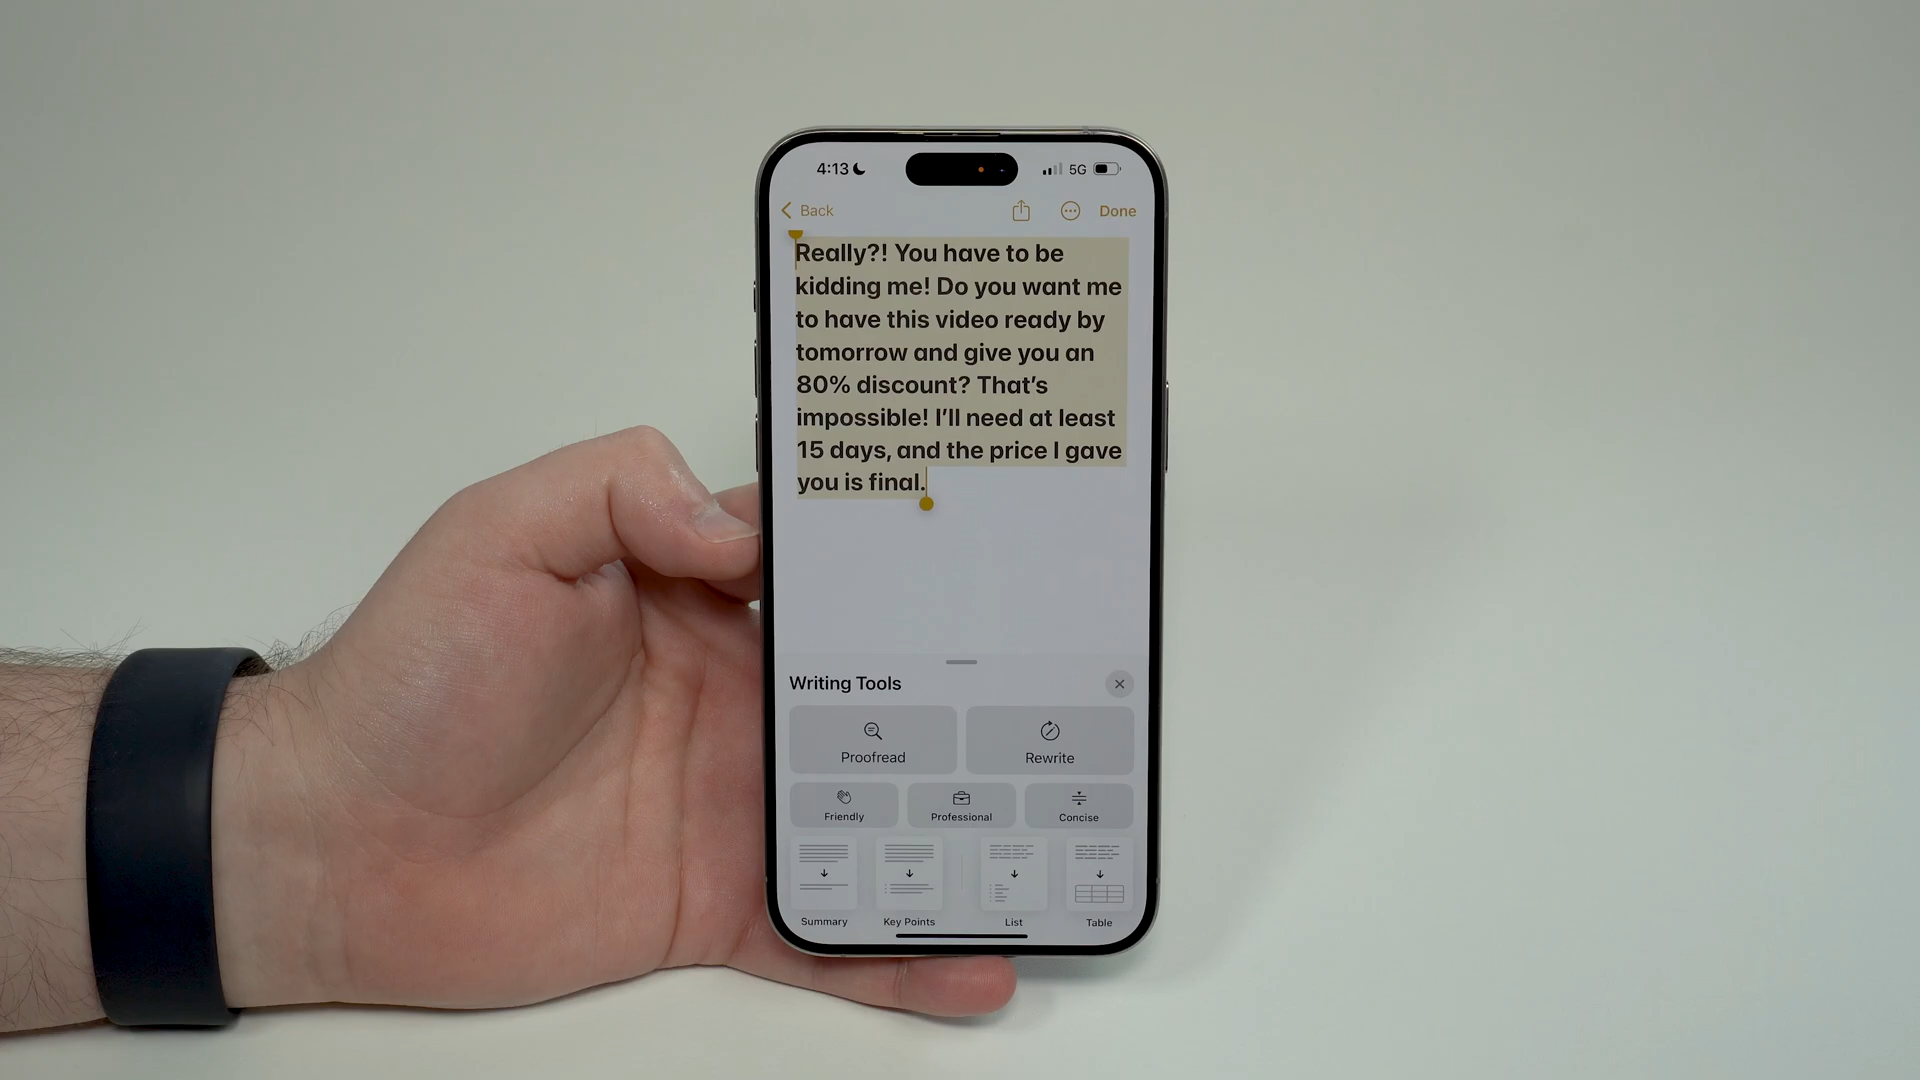 4:13 5G
Back Done
Really?! You have to be
kidding me! Do you want me
to have this video ready by
tomorrow and give you an
80% discount? That’s
impossible! I’ll need at least
15 days, and the price I gave
you is final.
Writing Tools
Proofread Rewrite
Friendly Professional Concise
Summary Key Points List Table